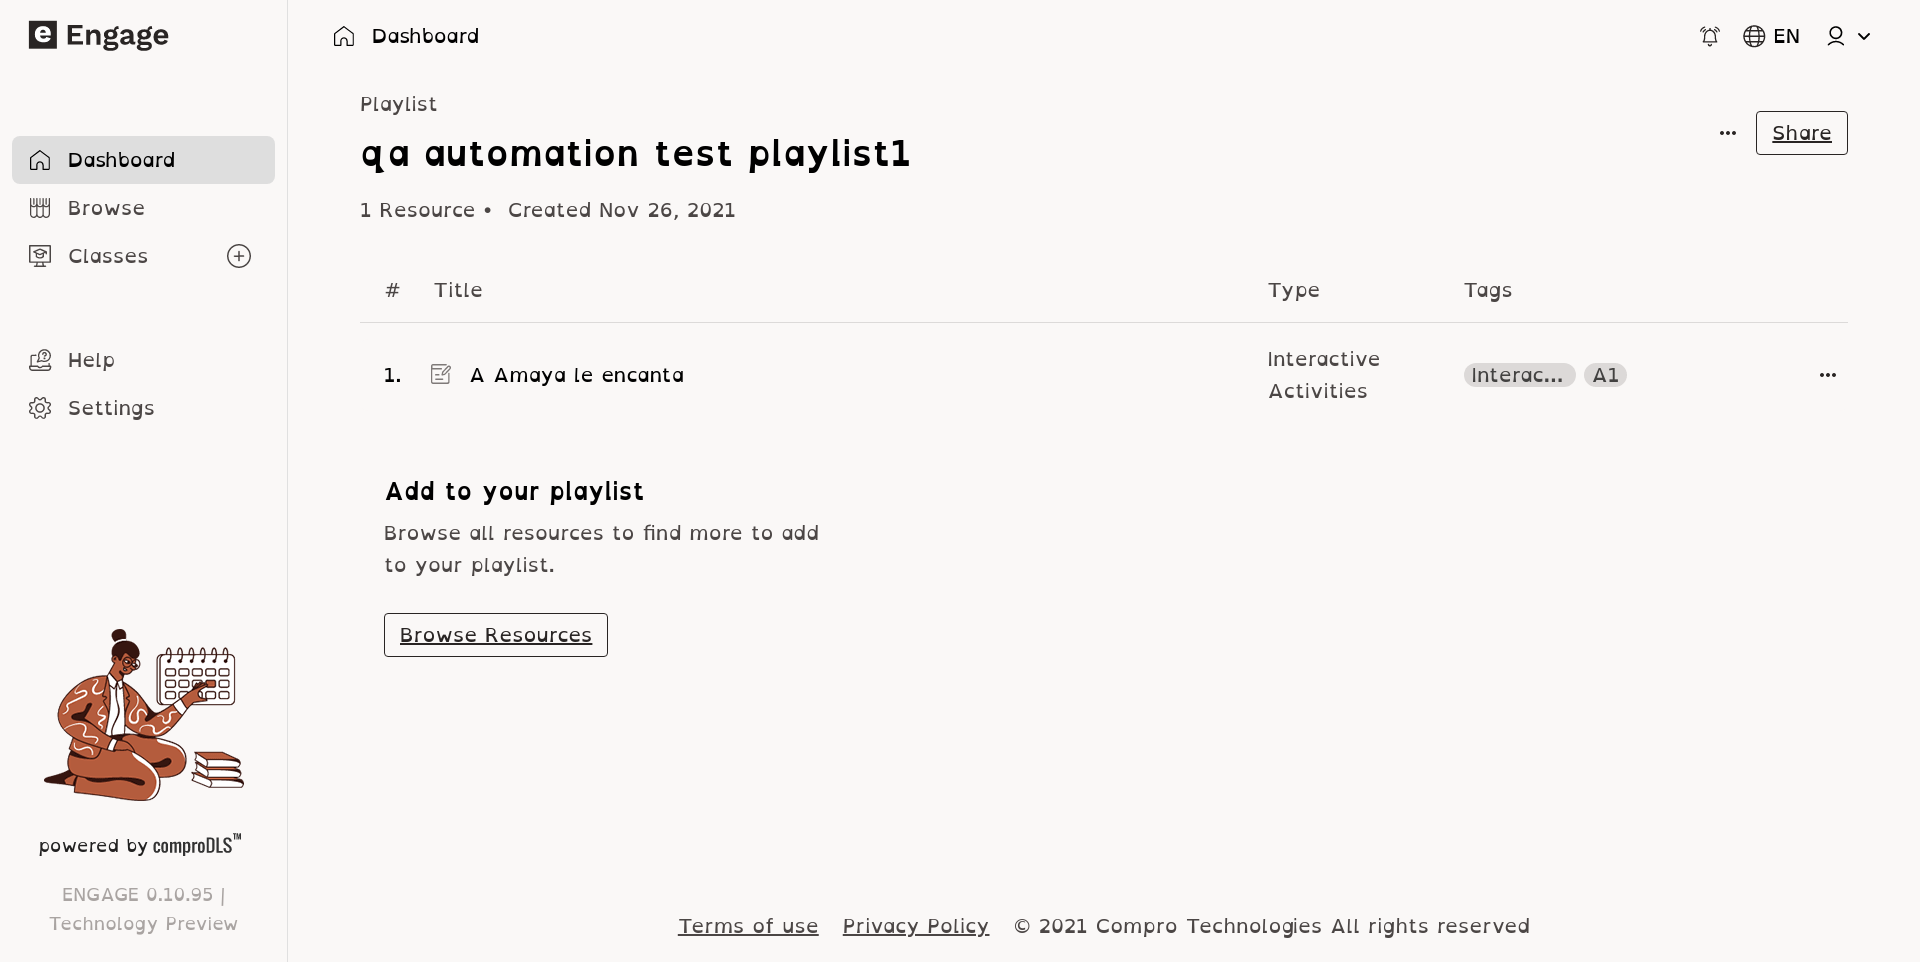 Engage
Dashboard
EN
Dashboard
Browse
Classes
Help
Settings
powered by comproDLS™
ENGAGE 0.10.95 |
Technology Preview
Playlist
qa automation test playlist1
Share
1 Resource • Created Nov 26, 2021
# Title Type Tags
1. A Amaya le encanta
Interactive
Activities
Interac... A1
Add to your playlist
Browse all resources to find more to add
to your playlist.
Browse Resources
Terms of use Privacy Policy © 2021 Compro Technologies All rights reserved